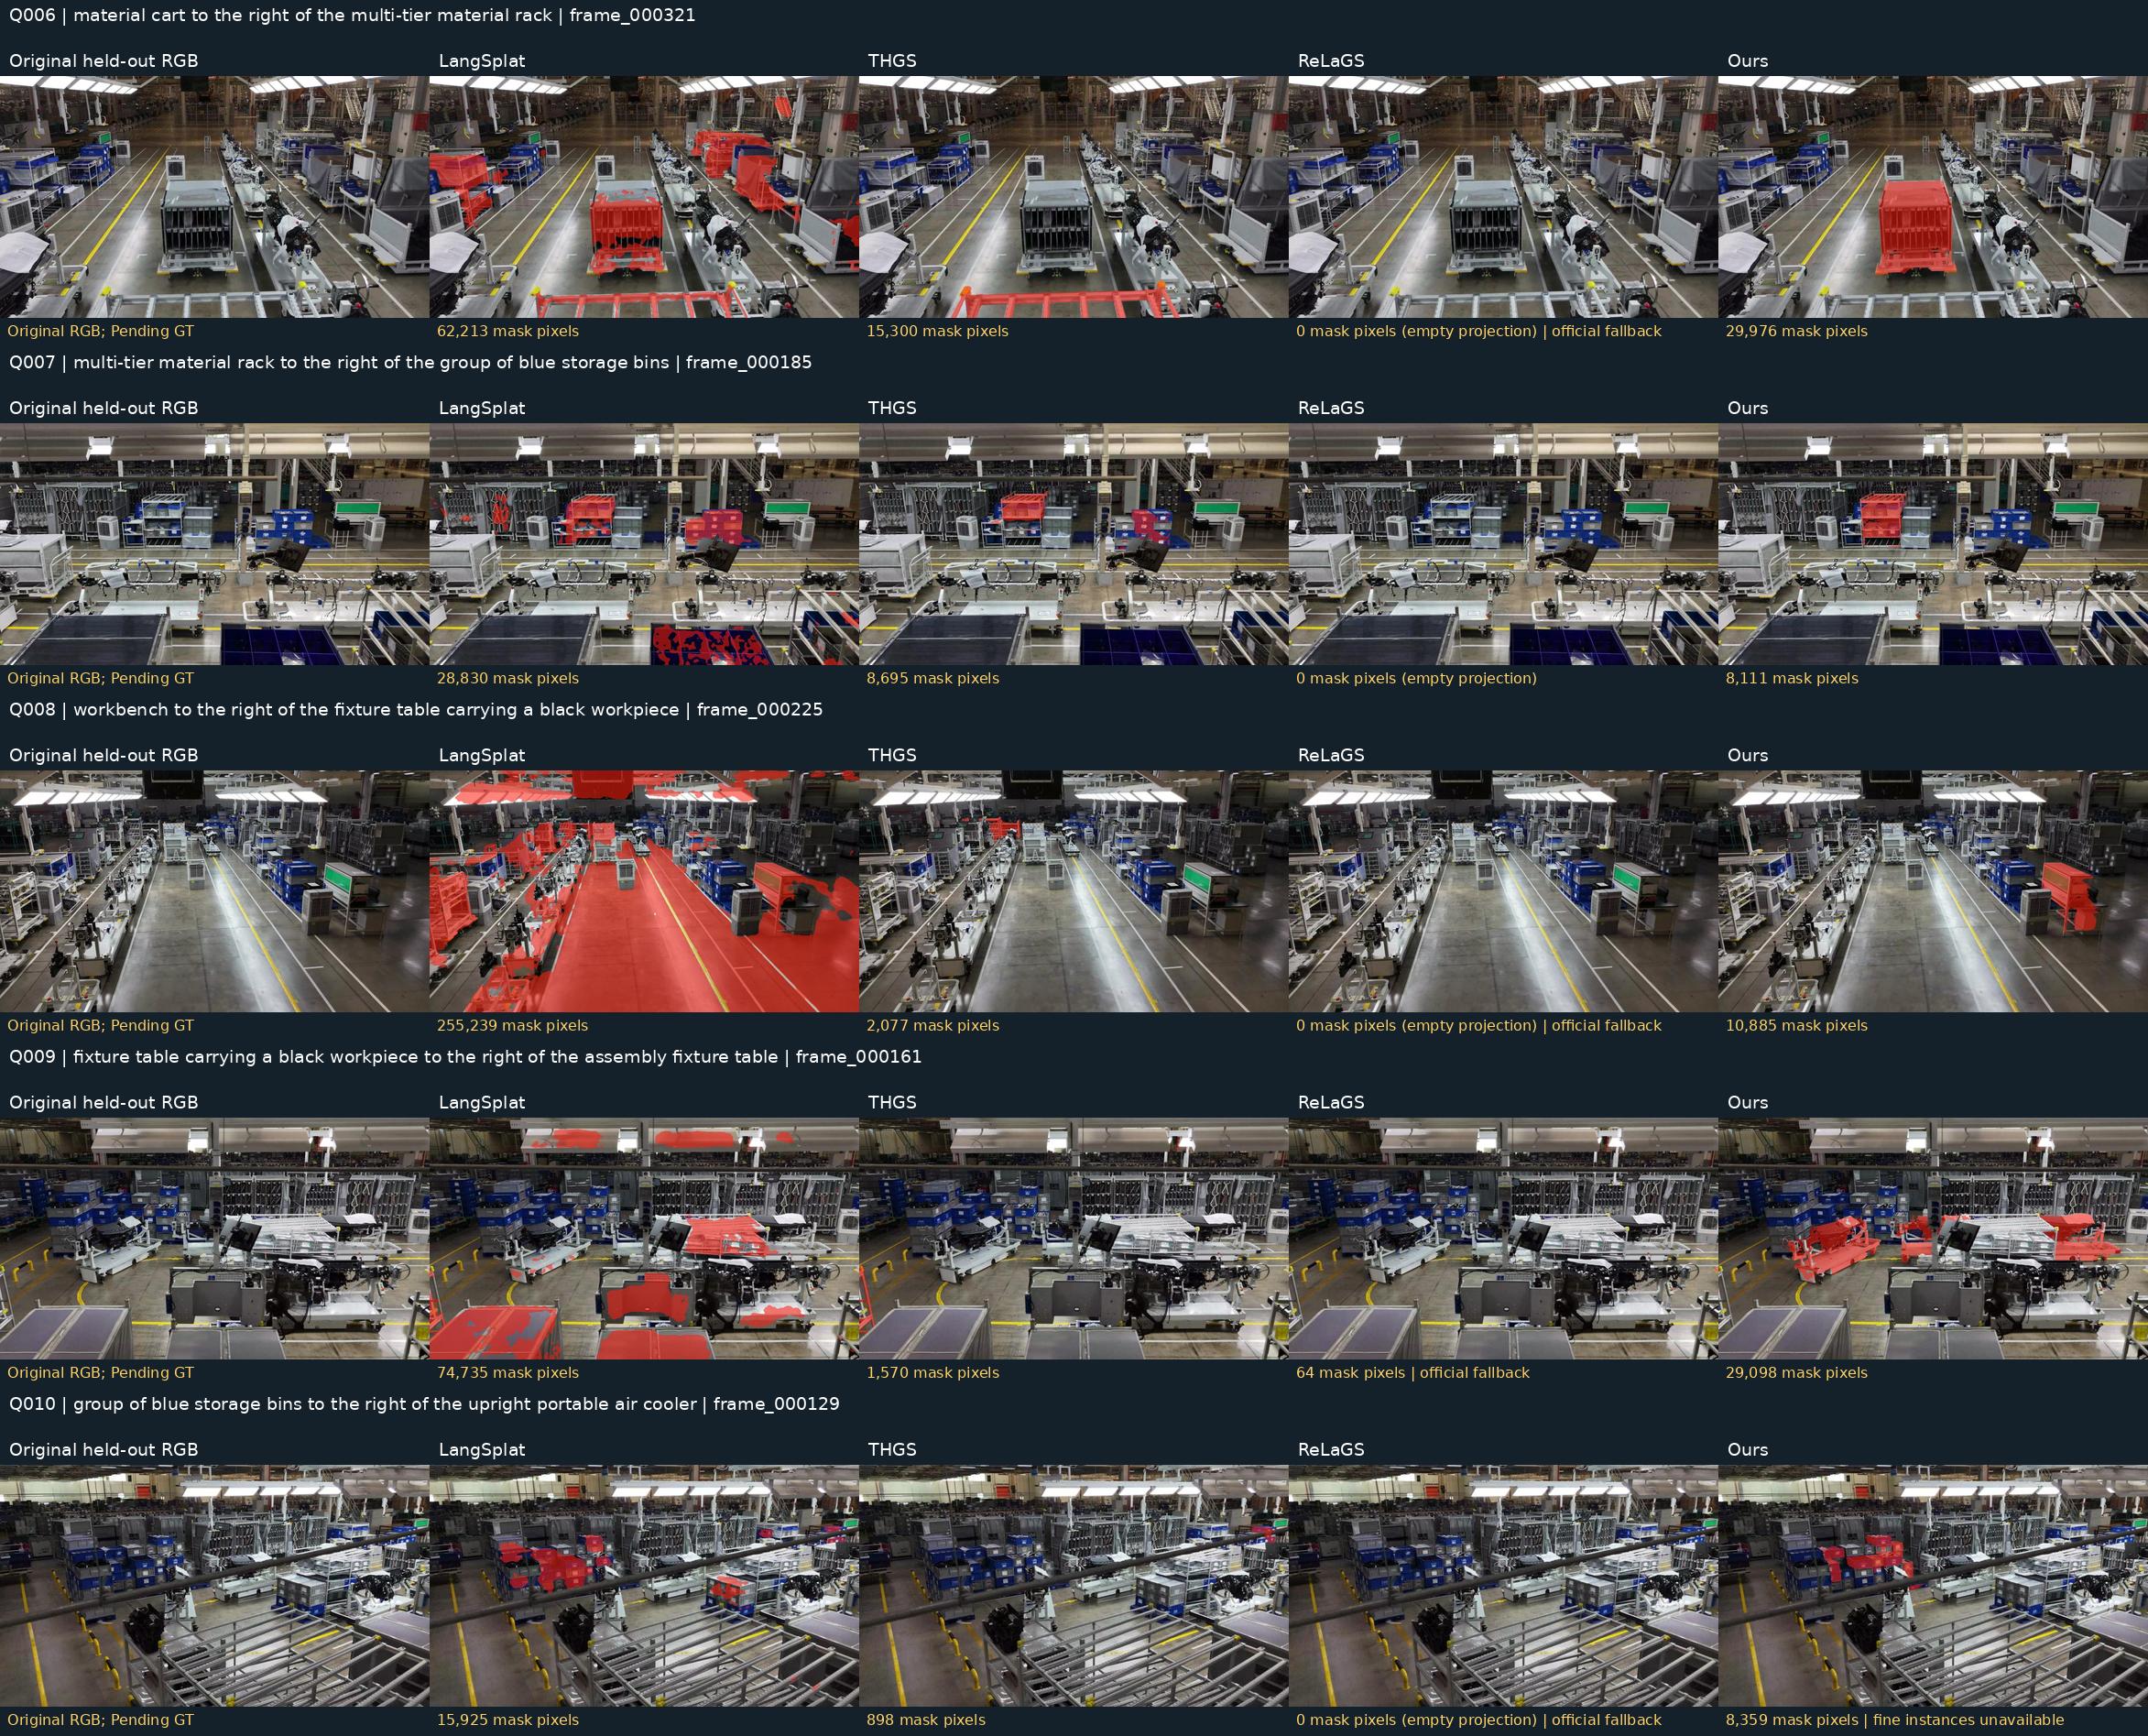 Q006 | material cart to the right of the multi-tier material rack | frame_000321
Original held-out RGB LangSplat THGS ReLaGS Ours
Original RGB; Pending GT 62,213 mask pixels 15,300 mask pixels 0 mask pixels (empty projection) | official fallback 29,976 mask pixels
Q007 | multi-tier material rack to the right of the group of blue storage bins | frame_000185
Original held-out RGB LangSplat THGS ReLaGS Ours
Original RGB; Pending GT 28,830 mask pixels 8,695 mask pixels 0 mask pixels (empty projection) 8,111 mask pixels
Q008 | workbench to the right of the fixture table carrying a black workpiece | frame_000225
Original held-out RGB LangSplat THGS ReLaGS Ours
Original RGB; Pending GT 255,239 mask pixels 2,077 mask pixels 0 mask pixels (empty projection) | official fallback 10,885 mask pixels
Q009 | fixture table carrying a black workpiece to the right of the assembly fixture table | frame_000161
Original held-out RGB LangSplat THGS ReLaGS Ours
Original RGB; Pending GT 74,735 mask pixels 1,570 mask pixels 64 mask pixels | official fallback 29,098 mask pixels
Q010 | group of blue storage bins to the right of the upright portable air cooler | frame_000129
Original held-out RGB LangSplat THGS ReLaGS Ours
Original RGB; Pending GT 15,925 mask pixels 898 mask pixels 0 mask pixels (empty projection) | official fallback 8,359 mask pixels | fine instances unavailable